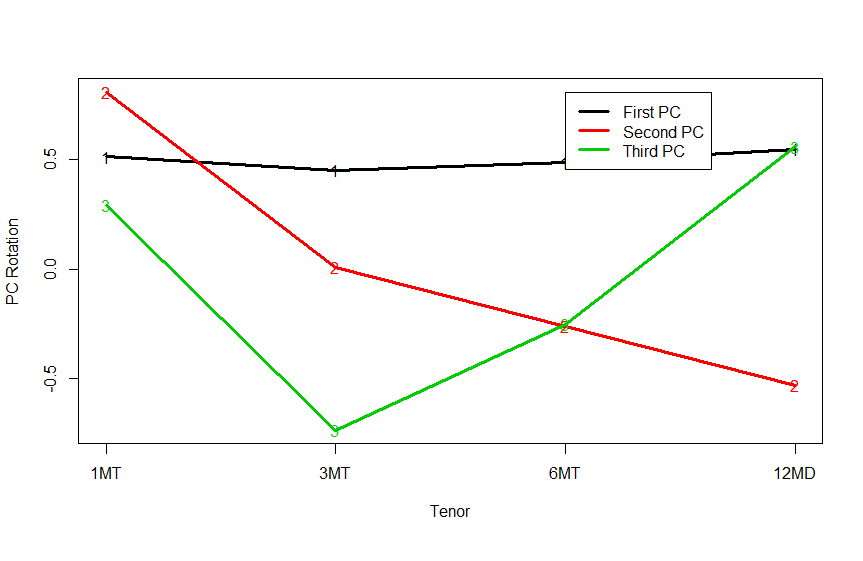 First PC
Second PC
Third PC
PC Rotation
0.5
0.0
-0.5
1
1
1
2
2
2
2
3
3
3
3
1MT
3MT
6MT
12MD
Tenor